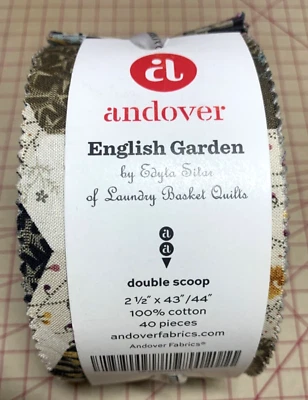 a
andover
English Garden
by Edyta Sitar
of Laundry Basket Quilts
a
a
double scoop
2 ½" x 43"/44"
100% cotton
40 pieces
andoverfabrics.com
Andover Fabrics®